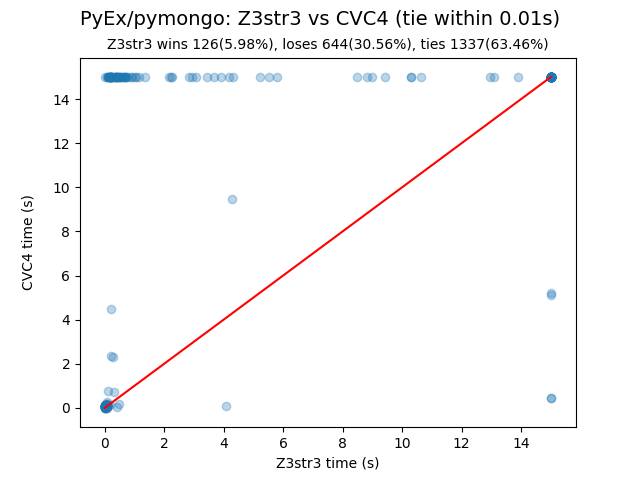 PyEx/pymongo: Z3str3 vs CVC4 (tie within 0.01s)
Z3str3 wins 126(5.98%), loses 644(30.56%), ties 1337(63.46%)
14
12
10
8
6
4
2
0
CVC4 time (s)
0 2 4 6 8 10 12 14
Z3str3 time (s)